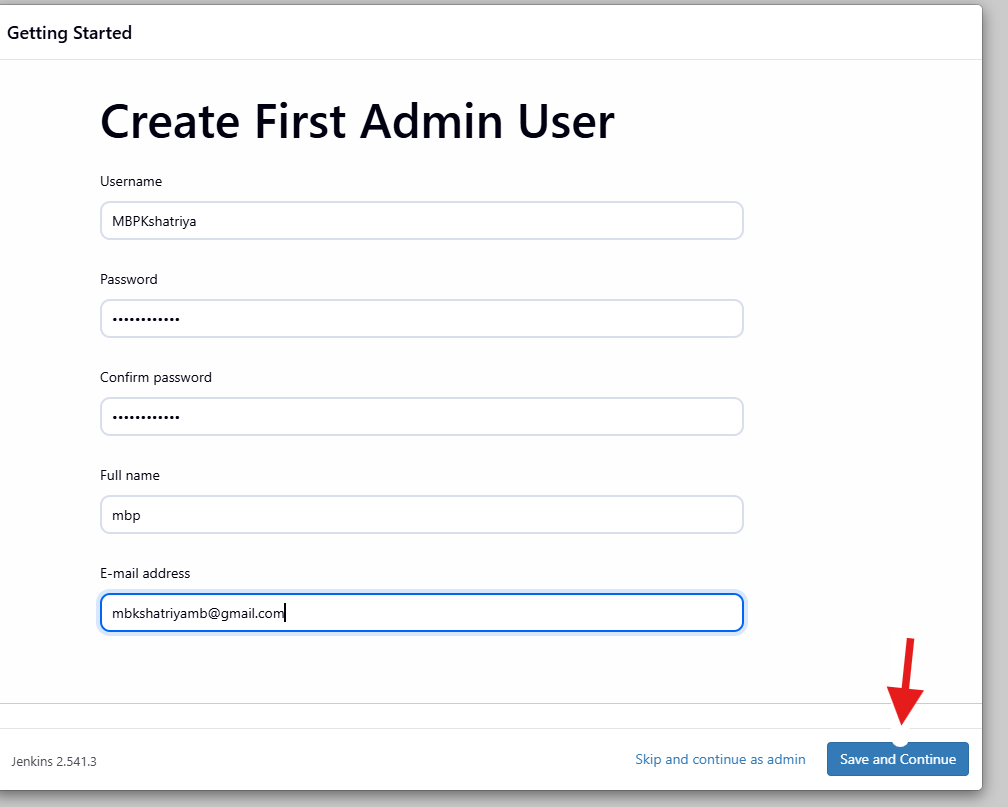 Getting Started
Create First Admin User
Username
MBPKshatriya
Password
••••••••••••
Confirm password
••••••••••••
Full name
mbp
E-mail address
mbkshatriyamb@gmail.com
Jenkins 2.541.3
Skip and continue as admin
Save and Continue